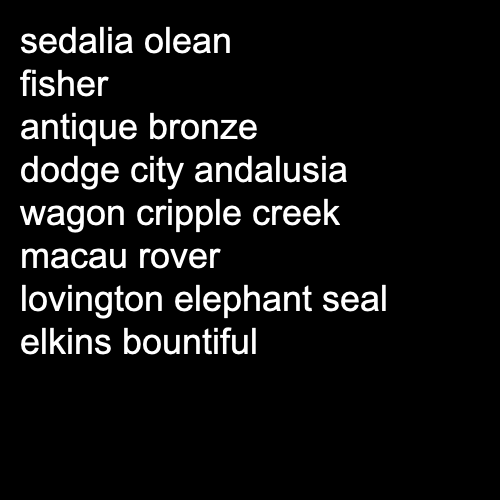 sedalia olean
fisher
antique bronze
dodge city andalusia
wagon cripple creek
macau rover
lovington elephant seal
elkins bountiful